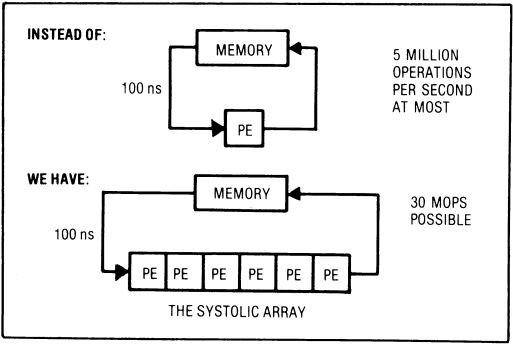 INSTEAD OF:
MEMORY
100 ns
PE
5 MILLION
OPERATIONS
PER SECOND
AT MOST
WE HAVE:
MEMORY
100 ns
30 MOPS
POSSIBLE
PE PE PE PE PE PE
THE SYSTOLIC ARRAY